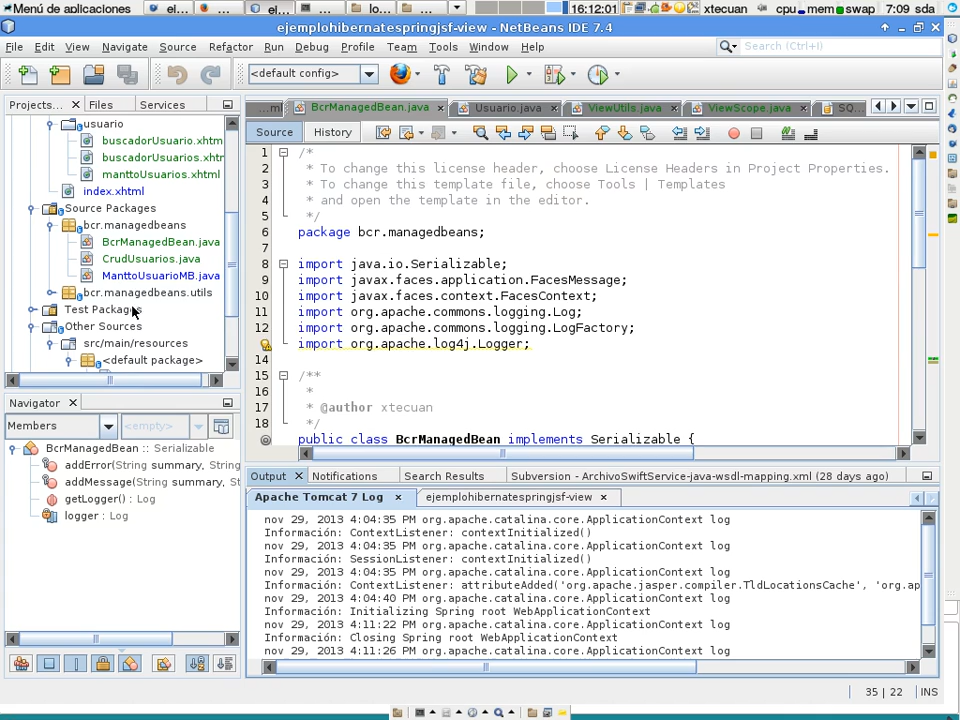 Menú de aplicaciones
el...
...
el...
...
lo...
...
16:12:01
xtecuan
cpu
mem
swap
7:09
sda
ejemplohibernatespringjsf-view - NetBeans IDE 7.4
File Edit View Navigate Source Refactor Run Debug Profile Team Tools Window Help
Search (Ctrl+I)
<default config>
Projects... Files Services
...ml BcrManagedBean.java Usuario.java ViewUtils.java ViewScope.java SQ...
Source History
usuario
buscadorUsuario.xhtm
buscadorUsuarios.xhtr
manttoUsuarios.xhtml
index.xhtml
Source Packages
bcr.managedbeans
BcrManagedBean.java
CrudUsuarios.java
ManttoUsuarioMB.java
bcr.managedbeans.utils
Test Packages
Other Sources
src/main/resources
<default package>
1 /*
2 * To change this license header, choose License Headers in Project Properties.
3 * To change this template file, choose Tools | Templates
4 * and open the template in the editor.
5 */
6 package bcr.managedbeans;
7
8 import java.io.Serializable;
9 import javax.faces.application.FacesMessage;
10 import javax.faces.context.FacesContext;
11 import org.apache.commons.logging.Log;
12 import org.apache.commons.logging.LogFactory;
import org.apache.log4j.Logger;
14
15 /**
16 *
17 * @author xtecuan
18 */
public class BcrManagedBean implements Serializable {
Navigator
Members
<empty>
BcrManagedBean :: Serializable
addError(String summary, String
addMessage(String summary, St
getLogger() : Log
logger : Log
Output Notifications Search Results Subversion - ArchivoSwiftService-java-wsdl-mapping.xml (28 days ago)
Apache Tomcat 7 Log ejemplohibernatespringjsf-view
nov 29, 2013 4:04:35 PM org.apache.catalina.core.ApplicationContext log
Información: ContextListener: contextInitialized()
nov 29, 2013 4:04:35 PM org.apache.catalina.core.ApplicationContext log
Información: SessionListener: contextInitialized()
nov 29, 2013 4:04:35 PM org.apache.catalina.core.ApplicationContext log
Información: ContextListener: attributeAdded('org.apache.jasper.compiler.TldLocationsCache', 'org.ap
nov 29, 2013 4:04:40 PM org.apache.catalina.core.ApplicationContext log
Información: Initializing Spring root WebApplicationContext
nov 29, 2013 4:11:22 PM org.apache.catalina.core.ApplicationContext log
Información: Closing Spring root WebApplicationContext
nov 29, 2013 4:11:26 PM org.apache.catalina.core.ApplicationContext log
35 | 22 INS